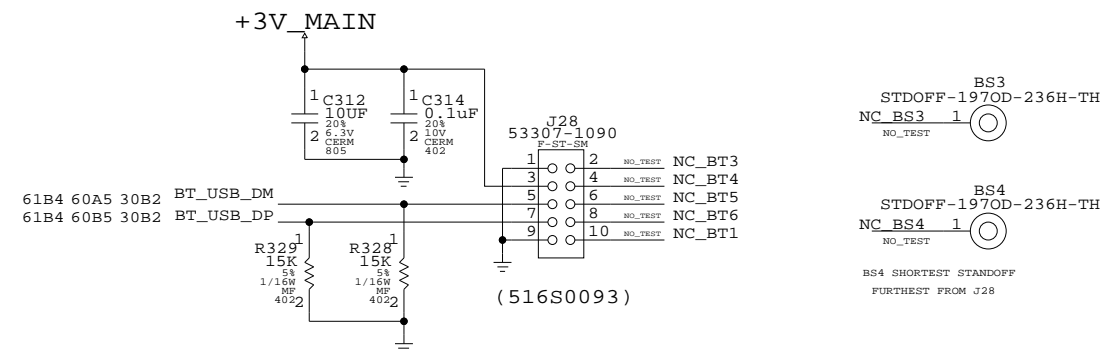 +3V_MAIN
1
C312
10UF
20%
6.3V
CERM
805
2
1
C314
0.1uF
20%
10V
CERM
402
2
J28
53307-1090
F-ST-SM
1 2 NO_TEST NC_BT3
3 4 NO_TEST NC_BT4
61B4 60A5 30B2 BT_USB_DM 5 6 NO_TEST NC_BT5
61B4 60B5 30B2 BT_USB_DP 7 8 NO_TEST NC_BT6
9 10 NO_TEST NC_BT1
1
R329
15K
5%
1/16W
MF
402
2
1
R328
15K
5%
1/16W
MF
402
2
(516S0093)
BS3
STDOFF-197OD-236H-TH
NC_BS3 1
NO_TEST
BS4
STDOFF-197OD-236H-TH
NC_BS4 1
NO_TEST
BS4 SHORTEST STANDOFF
FURTHEST FROM J28